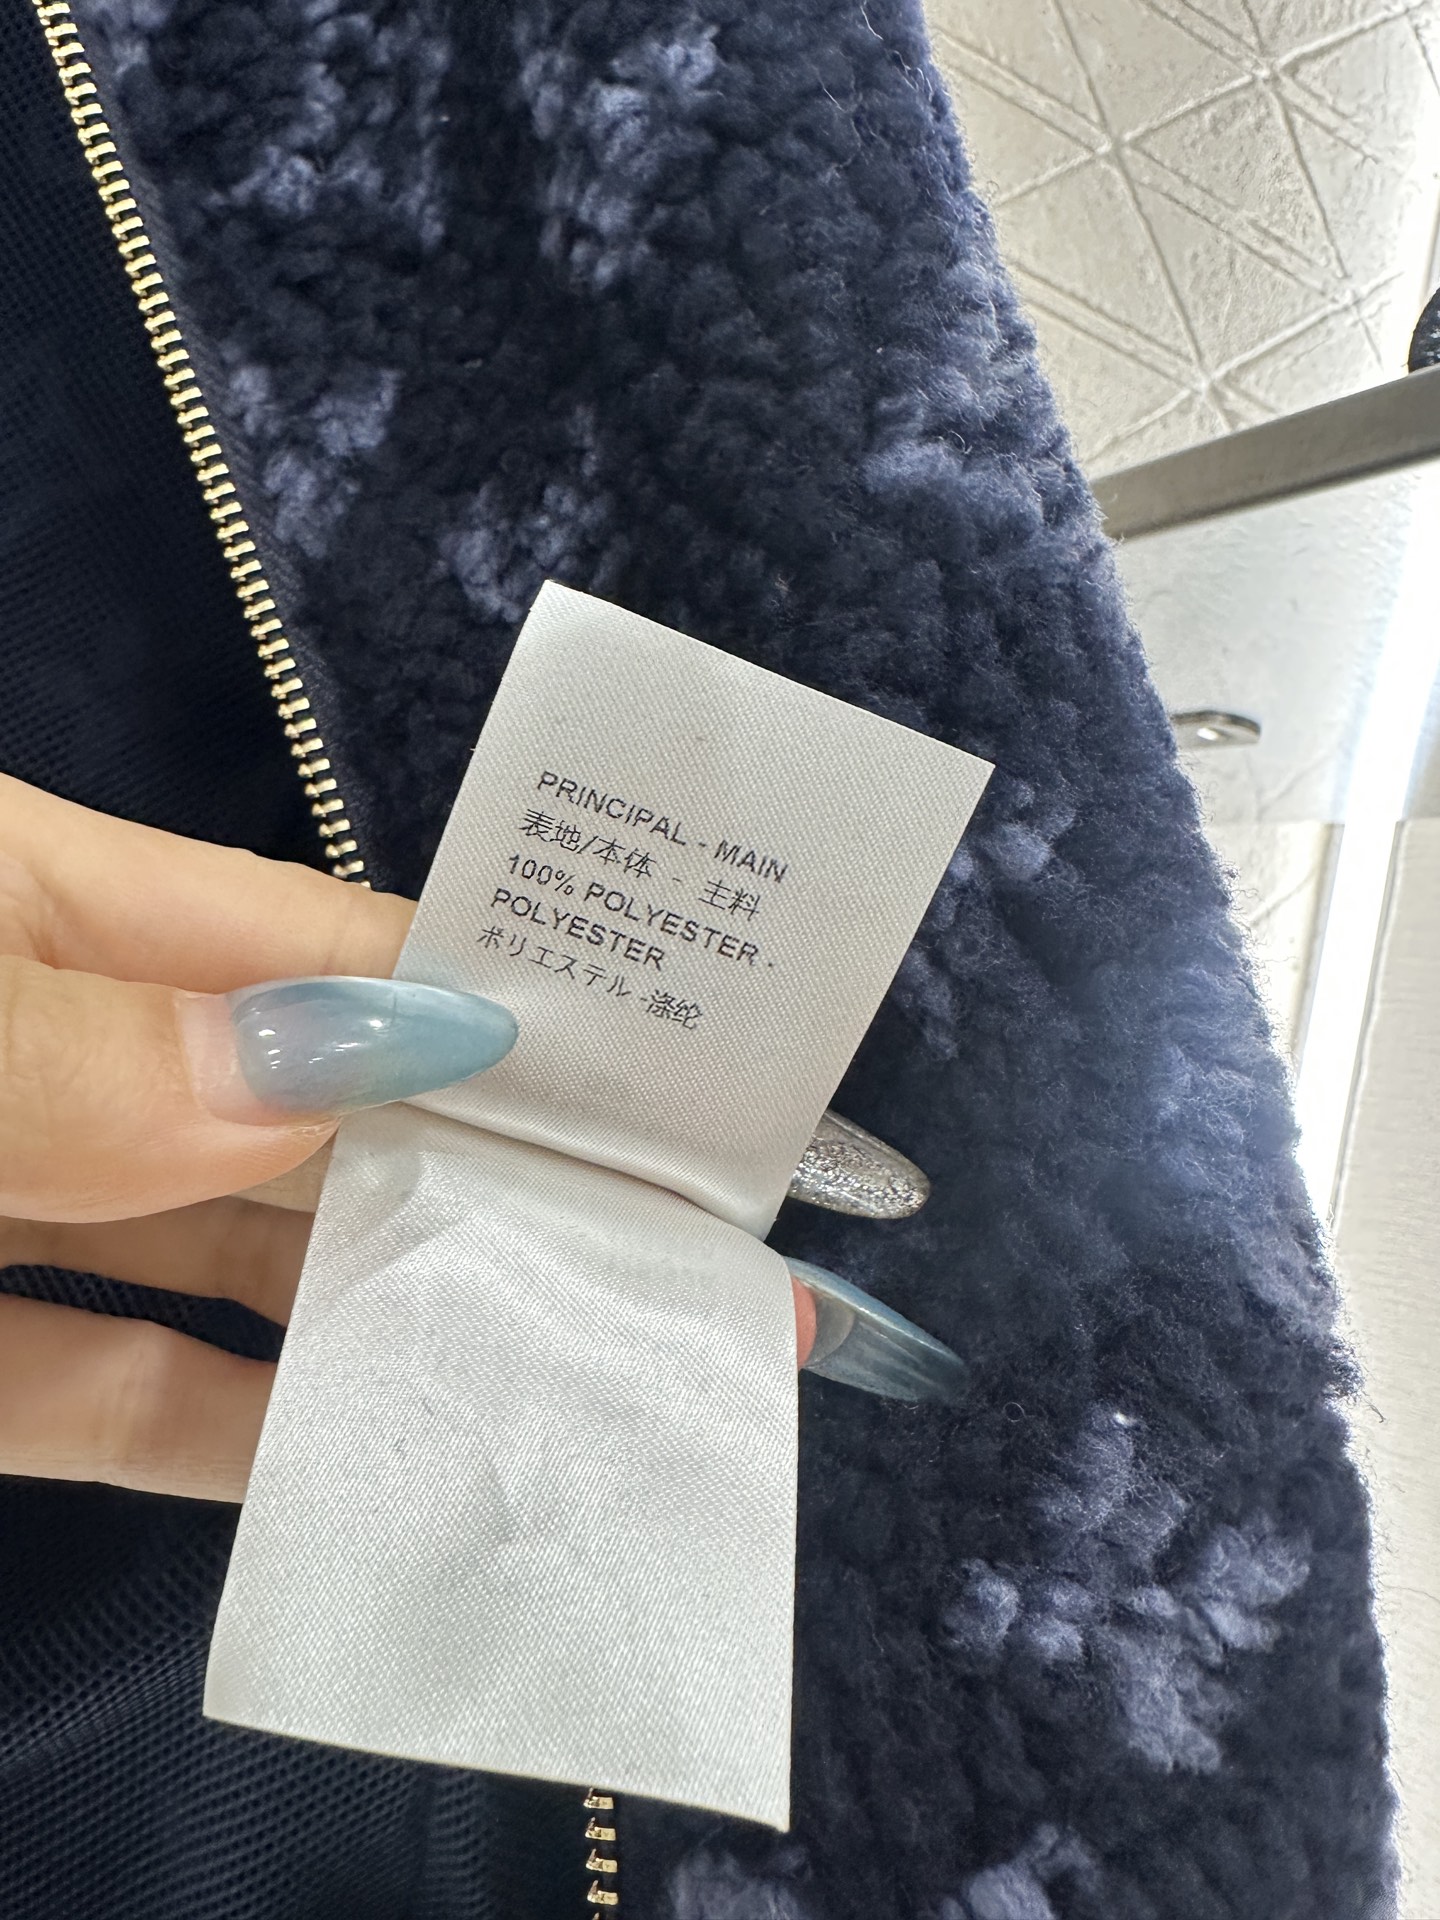 PRINCIPAL - MAIN
表地/本体 - 主料
100% POLYESTER -
POLYESTER
ポリエステル -涤纶